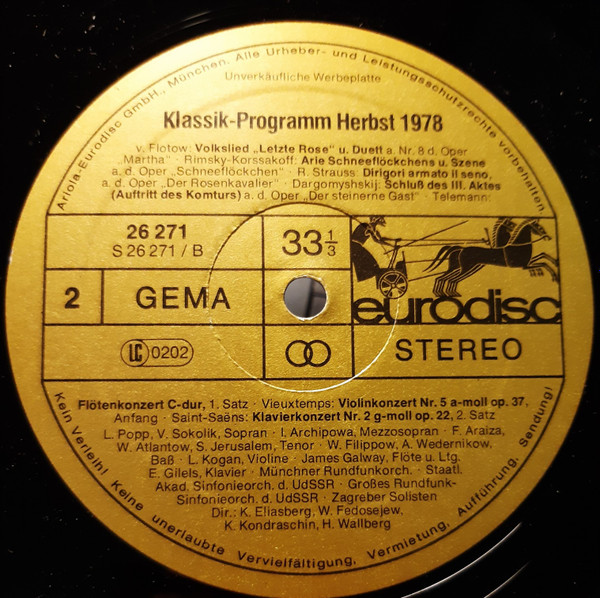 Ariola-Eurodisc GmbH., München. Alle Urheber- und Leistungsschutzrechte vorbehalten.
Unverkäufliche Werbeplatte
Klassik-Programm Herbst 1978
v. Flotow: Volkslied „Letzte Rose" u. Duett a. Nr. 8 d. Oper
„Martha" · Rimsky-Korssakoff: Arie Schneeflöckchens u. Szene
a. d. Oper „Schneeflöckchen" · R. Strauss: Dirigori armato il seno,
a. d. Oper „Der Rosenkavalier" · Dargomyshskij: Schluß des III. Aktes
(Auftritt des Komturs) a. d. Oper „Der steinerne Gast" · Telemann:
26 271
S 26 271 / B
33 1/3
2
GEMA
eurodisc
LC 0202
STEREO
Flötenkonzert C-dur, 1. Satz · Vieuxtemps: Violinkonzert Nr. 5 a-moll op. 37,
Anfang · Saint-Saëns: Klavierkonzert Nr. 2 g-moll op. 22, 2. Satz
L. Popp, V. Sokolik, Sopran · I. Archipowa, Mezzosopran · F. Araiza,
W. Atlantow, S. Jerusalem, Tenor · W. Filippow, A. Wedernikow,
Baß · L. Kogan, Violine · James Galway, Flöte u. Ltg.
E. Gilels, Klavier · Münchner Rundfunkorch. · Staatl.
Akad. Sinfonieorch. d. UdSSR · Großes Rundfunk-
Sinfonieorch. d. UdSSR · Zagreber Solisten
Dir.: K. Eliasberg, W. Fedosejew,
K. Kondraschin, H. Wallberg
Kein Verleih! Keine unerlaubte Vervielfältigung, Vermietung, Aufführung, Sendung!